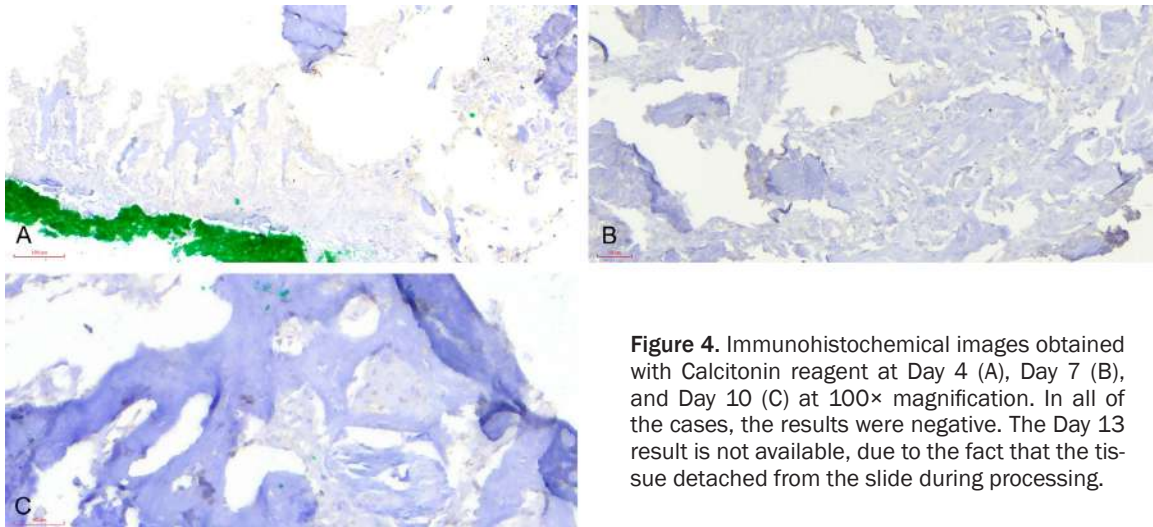 A
B
C
Figure 4. Immunohistochemical images obtained
with Calcitonin reagent at Day 4 (A), Day 7 (B),
and Day 10 (C) at 100× magnification. In all of
the cases, the results were negative. The Day 13
result is not available, due to the fact that the tis-
sue detached from the slide during processing.